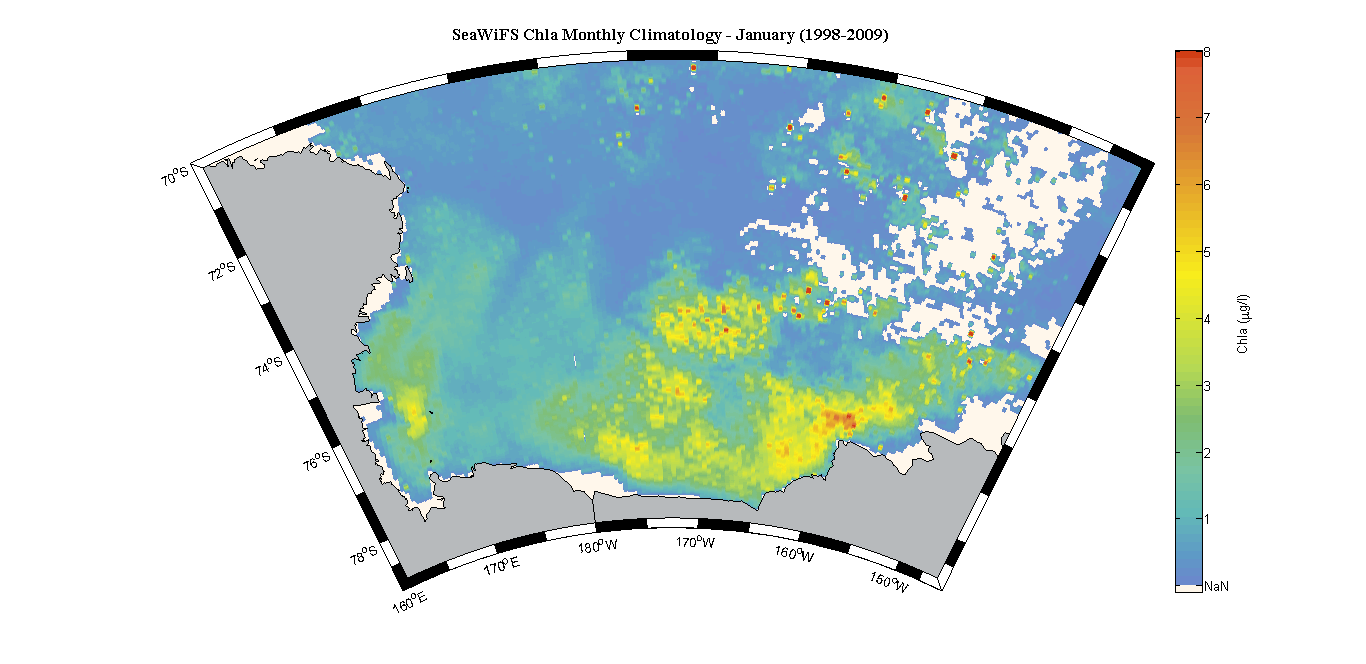 SeaWiFS Chla Monthly Climatology - January (1998-2009)
8
7
6
5
4
3
2
1
NaN
Chla (µg/l)
70°S
72°S
74°S
76°S
78°S
160°E
170°E
180°W
170°W
160°W
150°W